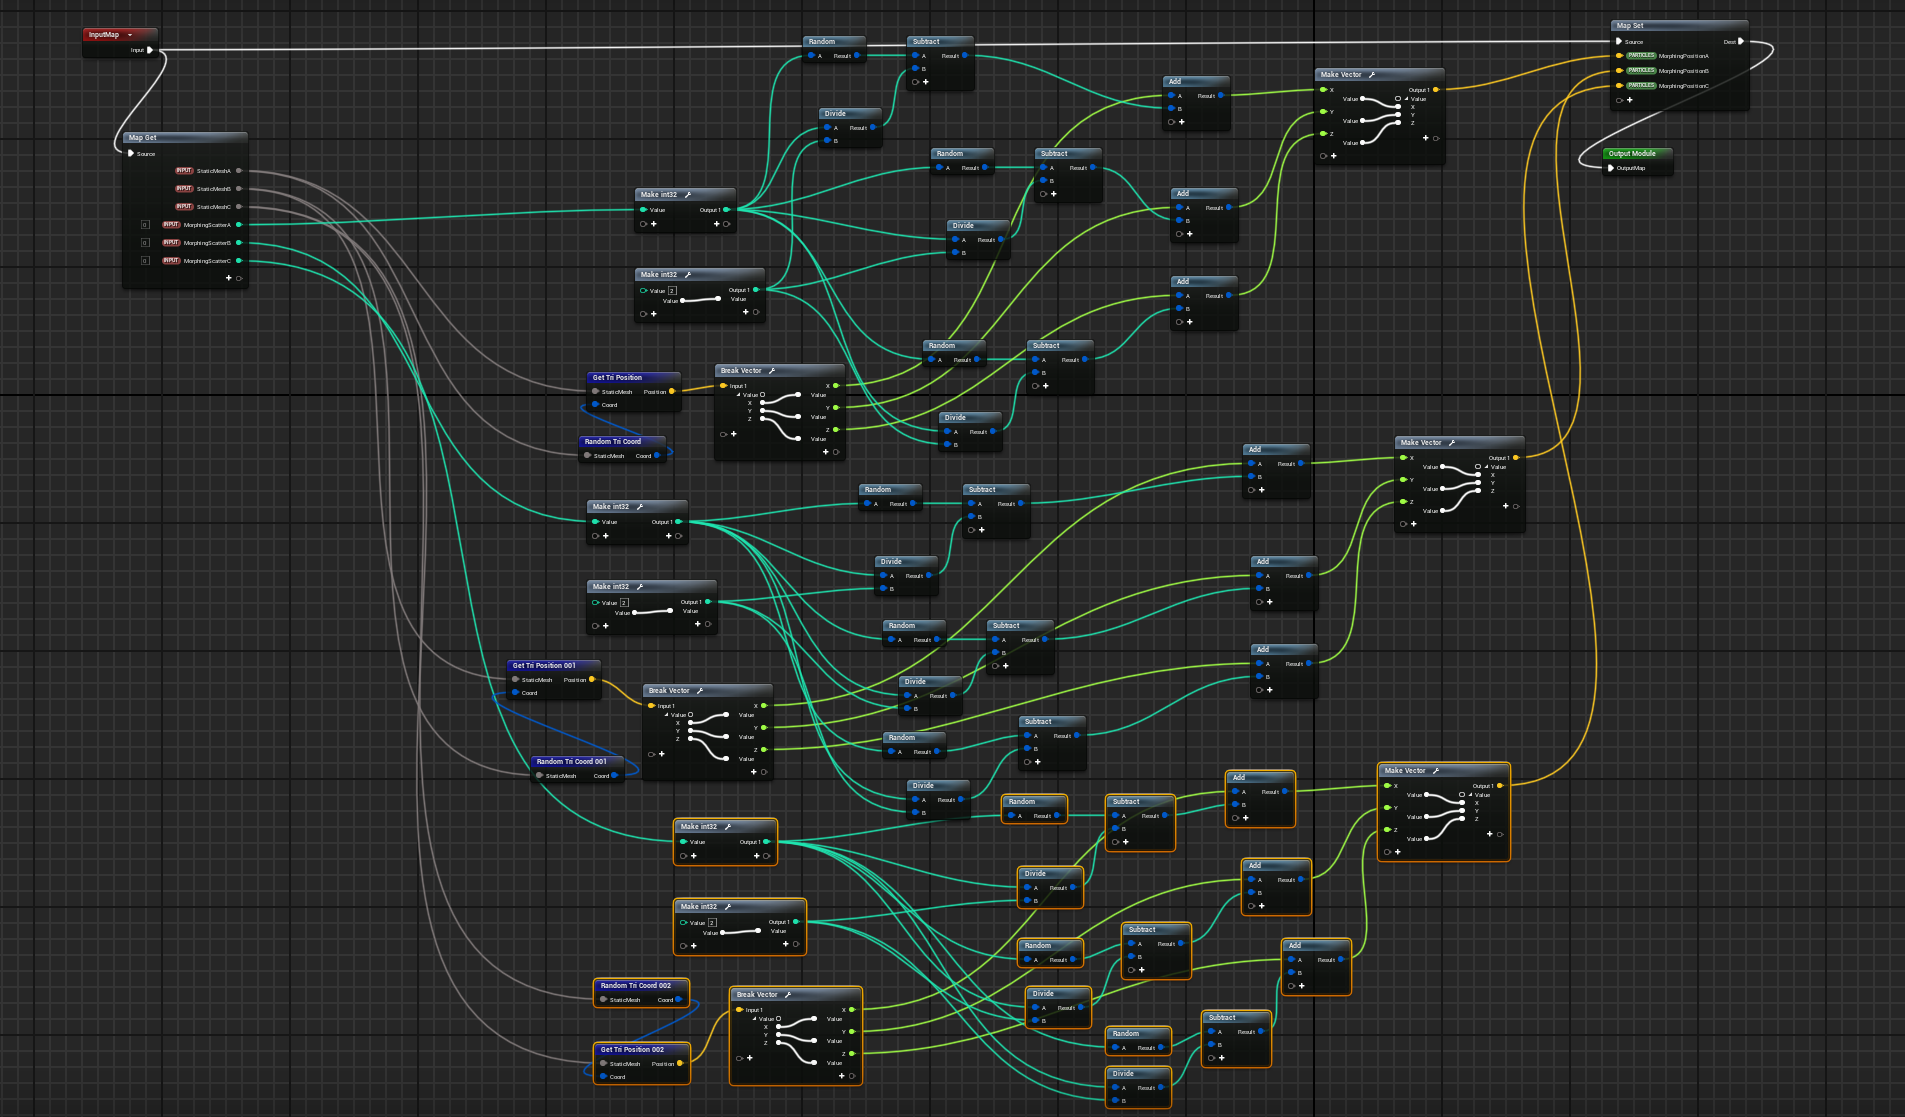 InputMap
Input
Map Get
Source
INPUT StaticMeshA
INPUT StaticMeshB
INPUT StaticMeshC
0 INPUT MorphingScatterA
0 INPUT MorphingScatterB
0 INPUT MorphingScatterC
Random
A Result
Subtract
A Result
B
Divide
A Result
B
Random
A Result
Subtract
A Result
B
Divide
A Result
B
Make int32
Value Output 1
Make int32
Value 2 Output 1
Value Value
Random
A Result
Subtract
A Result
B
Divide
A Result
B
Get Tri Position
StaticMesh Position
Coord
Random Tri Coord
StaticMesh Coord
Break Vector
Input 1 X
Value Value
X
Y Value Y
Z
Value Z
Add
A Result
B
Add
A Result
B
Add
A Result
B
Make Vector
X Output 1
Value Value
X
Y Value Y
Z
Z Value
Map Set
Source Dest
PARTICLES MorphingPositionA
PARTICLES MorphingPositionB
PARTICLES MorphingPositionC
Output Module
OutputMap
Make int32
Value Output 1
Make int32
Value 2 Output 1
Value Value
Random
A Result
Subtract
A Result
B
Divide
A Result
B
Random
A Result
Subtract
A Result
B
Divide
A Result
B
Random
A Result
Subtract
A Result
B
Divide
A Result
B
Get Tri Position 001
StaticMesh Position
Coord
Random Tri Coord 001
StaticMesh Coord
Break Vector
Input 1 X
Value Value
X
Y Value Y
Z
Value Z
Add
A Result
B
Add
A Result
B
Add
A Result
B
Make Vector
X Output 1
Value Value
X
Y Value Y
Z
Z Value
Make int32
Value Output 1
Make int32
Value 2 Output 1
Value Value
Random
A Result
Subtract
A Result
B
Divide
A Result
B
Random
A Result
Subtract
A Result
B
Divide
A Result
B
Random
A Result
Subtract
A Result
B
Divide
A Result
B
Random Tri Coord 002
StaticMesh Coord
Get Tri Position 002
StaticMesh Position
Coord
Break Vector
Input 1 X
Value Value
X
Y Value Y
Z
Value Z
Add
A Result
B
Add
A Result
B
Add
A Result
B
Make Vector
X Output 1
Value Value
X
Y Value Y
Z
Z Value